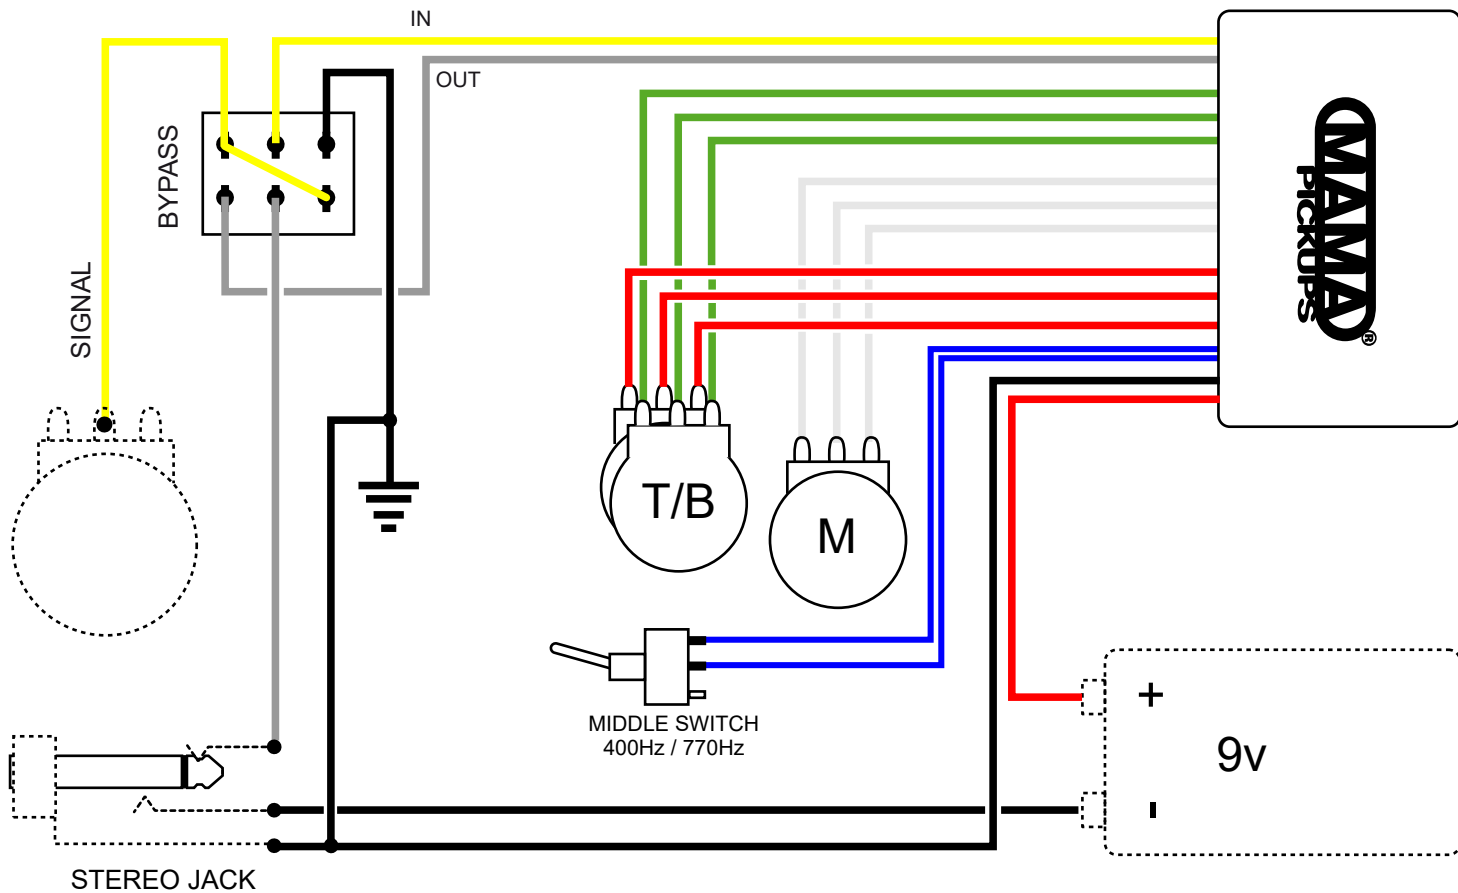 IN
OUT
BYPASS
SIGNAL
MAMA
PICKUPS
®
T/B
M
MIDDLE SWITCH
400Hz / 770Hz
+
9v
-
STEREO JACK